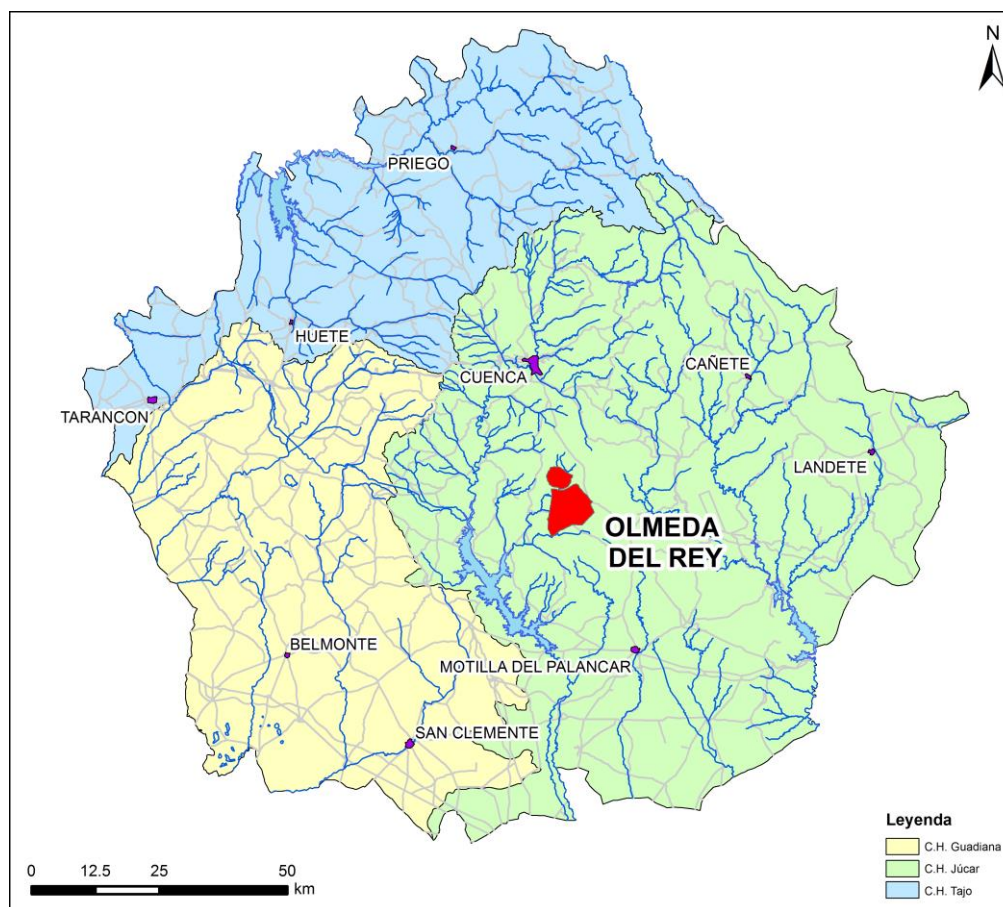 N
PRIEGO
HUETE
CUENCA
CAÑETE
TARANCON
LANDETE
OLMEDA
DEL REY
BELMONTE
MOTILLA DEL PALANCAR
SAN CLEMENTE
Leyenda
C.H. Guadiana
C.H. Júcar
C.H. Tajo
0 12.5 25 50
km